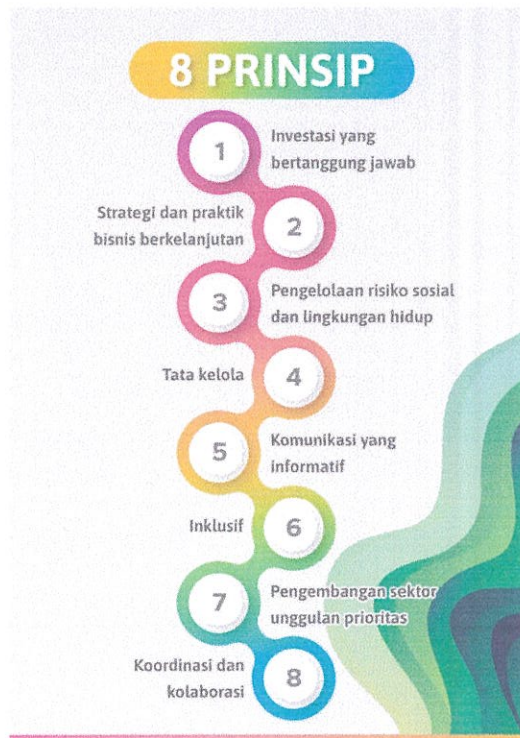 8 PRINSIP
1
Investasi yang
bertanggung jawab
Strategi dan praktik
bisnis berkelanjutan
2
3
Pengelolaan risiko sosial
dan lingkungan hidup
Tata kelola
4
5
Komunikasi yang
informatif
Inklusif
6
7
Pengembangan sektor
unggulan prioritas
Koordinasi dan
kolaborasi
8